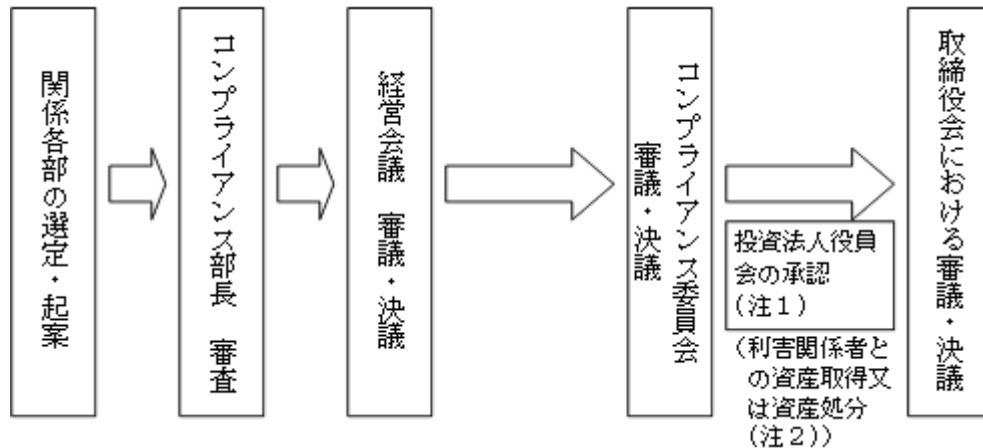 関係各部の選定・起案
コンプライアンス部長　審査
経営会議　審議・決議
コンプライアンス委員会
審議・決議
投資法人役員
会の承認
（注１）
（利害関係者と
の資産取得又
は資産処分
（注２））
取締役会における審議・決議